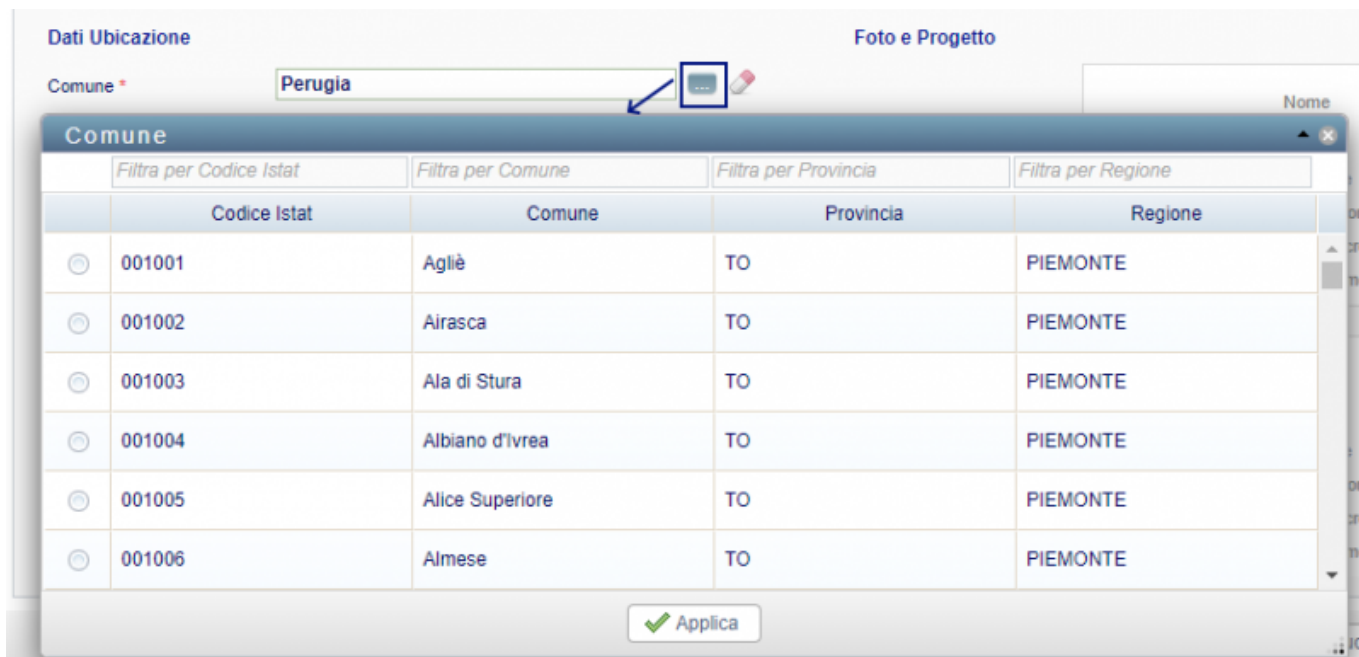 Dati Ubicazione Foto e Progetto
Comune * Perugia ...
Nome
Comune
Filtra per Codice Istat Filtra per Comune Filtra per Provincia Filtra per Regione
Codice Istat Comune Provincia Regione
001001 Agliè TO PIEMONTE
001002 Airasca TO PIEMONTE
001003 Ala di Stura TO PIEMONTE
001004 Albiano d'Ivrea TO PIEMONTE
001005 Alice Superiore TO PIEMONTE
001006 Almese TO PIEMONTE
Applica